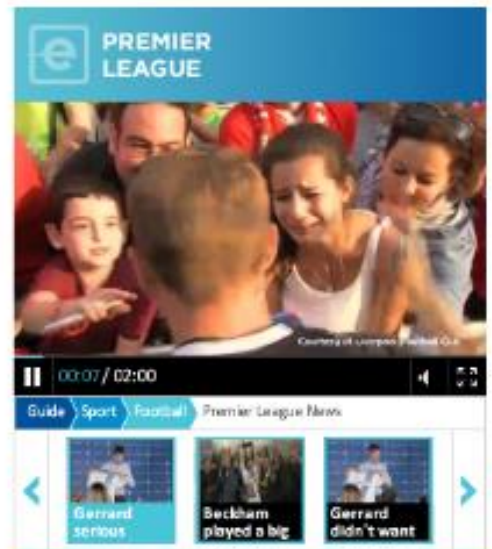 e
PREMIER
LEAGUE
Courtesy of Liverpool Football Club
00:07 / 02:00
Guide Sport Football Premier League News
Gerrard
serious
Beckham
played a big
Gerrard
didn't want